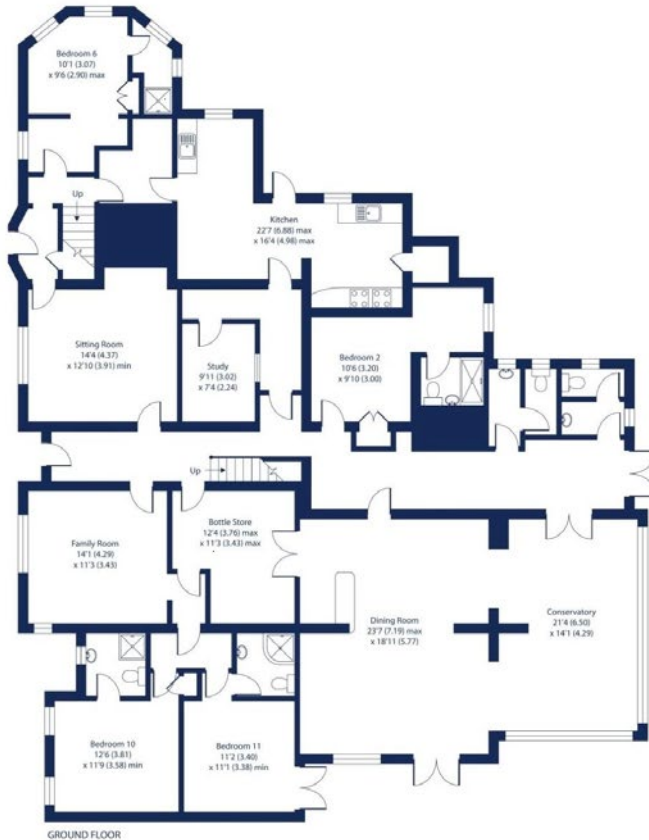 Bedroom 6
10'1 (3.07)
x 9'6 (2.90) max
Up
Kitchen
22'7 (6.88) max
x 16'4 (4.98) max
Sitting Room
14'4 (4.37)
x 12'10 (3.91) min
Study
9'11 (3.02)
x 7'4 (2.24)
Bedroom 2
10'6 (3.20)
x 9'10 (3.00)
Up
Family Room
14'1 (4.29)
x 11'3 (3.43)
Bottle Store
12'4 (3.76) max
x 11'3 (3.43) max
Dining Room
23'7 (7.19) max
x 18'11 (5.77)
Conservatory
21'4 (6.50)
x 14'1 (4.29)
Bedroom 10
12'6 (3.81)
x 11'9 (3.58) min
Bedroom 11
11'2 (3.40)
x 11'1 (3.38) min
GROUND FLOOR